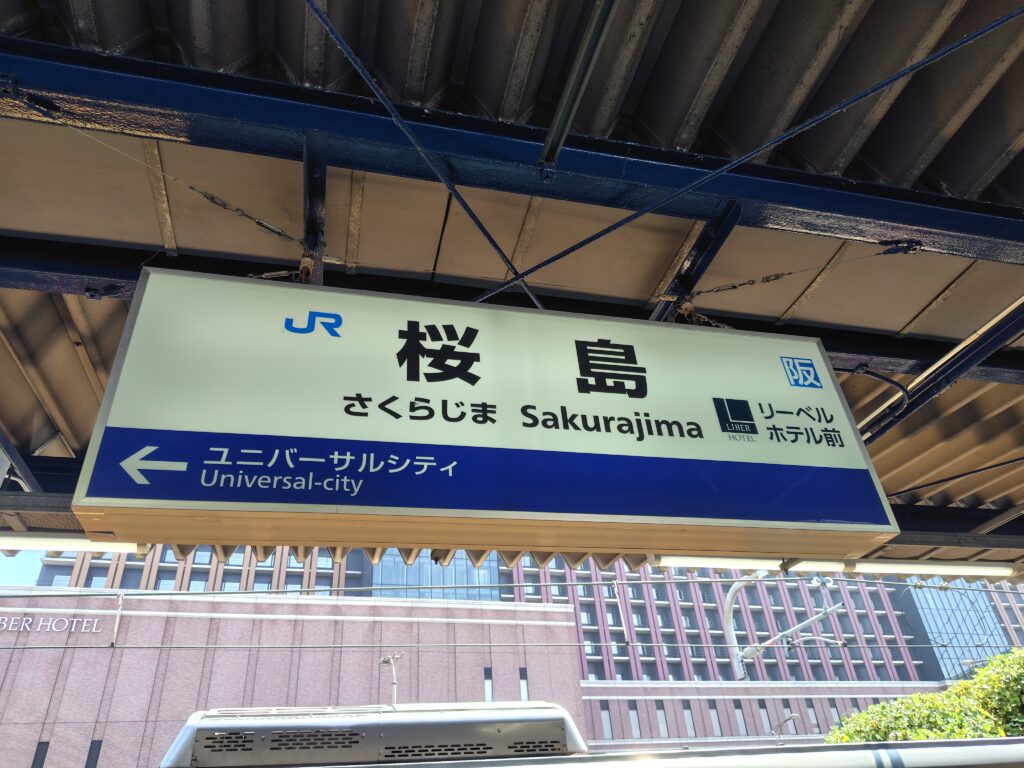 JR
桜島
阪
さくらじま Sakurajima
LIBER
HOTEL
リーベル
ホテル前
← ユニバーサルシティ
Universal-city
BER HOTEL